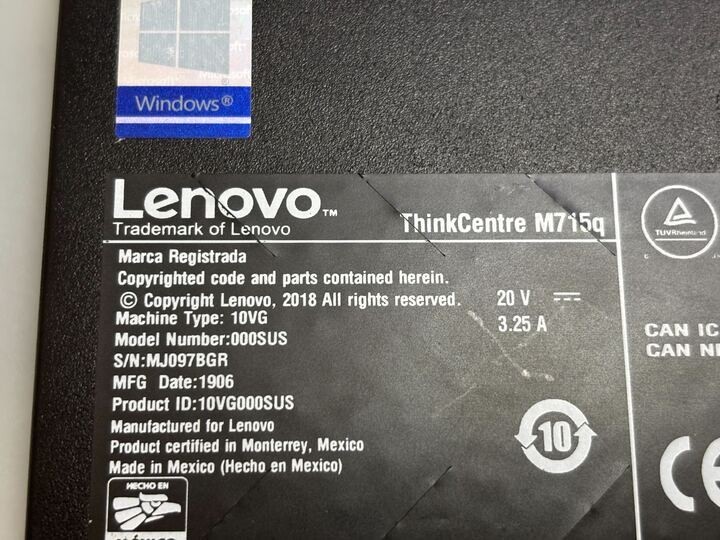 Windows®
Lenovo™
Trademark of Lenovo
ThinkCentre M715q
Marca Registrada
Copyrighted code and parts contained herein.
© Copyright Lenovo, 2018 All rights reserved.
20 V
3.25 A
Machine Type: 10VG
Model Number:000SUS
S/N:MJ097BGR
MFG Date:1906
Product ID:10VG000SUS
Manufactured for Lenovo
Product certified in Monterrey, Mexico
Made in Mexico (Hecho en Mexico)
HECHO EN
MÉXICO
10
TÜVRheinland
CAN IC
CAN
CE